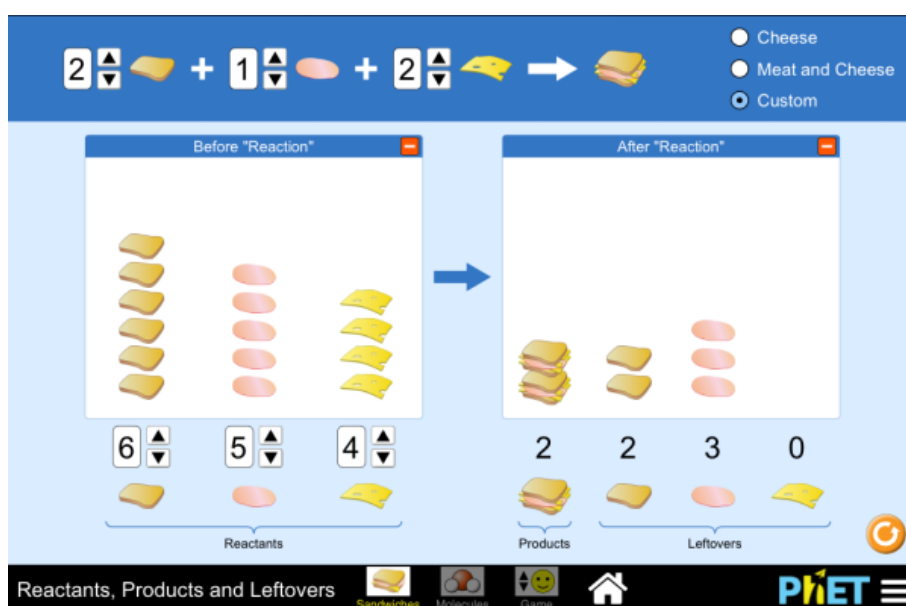 2 + 1 + 2
Cheese
Meat and Cheese
Custom
Before "Reaction"
After "Reaction"
6 5 4
2 2 3 0
Reactants
Products
Leftovers
Reactants, Products and Leftovers
Sandwiches
Molecules
Game
PhET